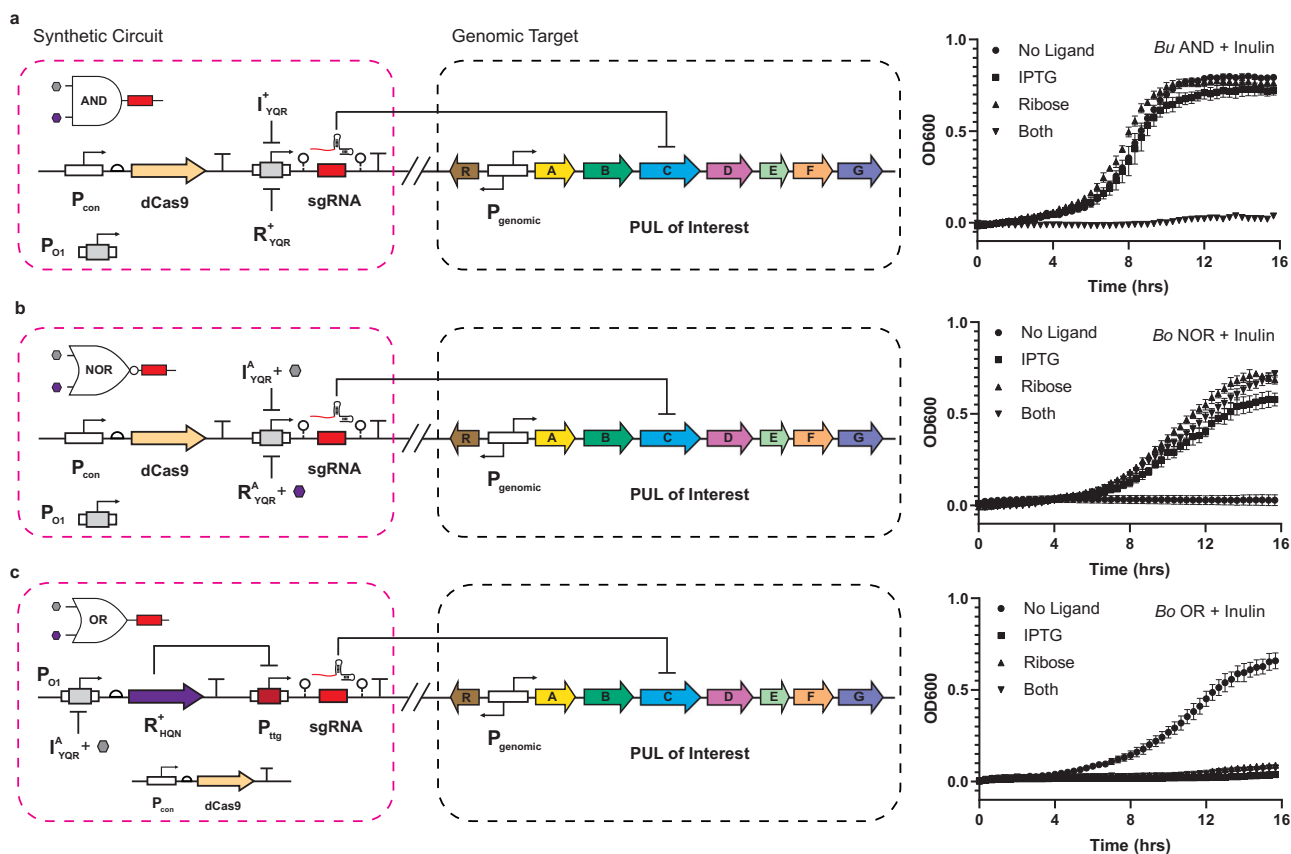 a
Synthetic Circuit
Genomic Target
AND
I+YQR
Pcon
dCas9
R+YQR
sgRNA
PO1
R
A
B
C
D
E
F
G
Pgenomic
PUL of Interest
Bu AND + Inulin
No Ligand
IPTG
Ribose
Both
OD600
1.0
0.5
0.0
0
4
8
12
16
Time (hrs)
b
NOR
IAYQR +
Pcon
dCas9
RAYQR +
sgRNA
PO1
R
A
B
C
D
E
F
G
Pgenomic
PUL of Interest
Bo NOR + Inulin
No Ligand
IPTG
Ribose
Both
OD600
1.0
0.5
0.0
0
4
8
12
16
Time (hrs)
c
OR
PO1
R+HQN
Pttg
sgRNA
IAYQR +
Pcon
dCas9
R
A
B
C
D
E
F
G
Pgenomic
PUL of Interest
Bo OR + Inulin
No Ligand
IPTG
Ribose
Both
OD600
1.0
0.5
0.0
0
4
8
12
16
Time (hrs)